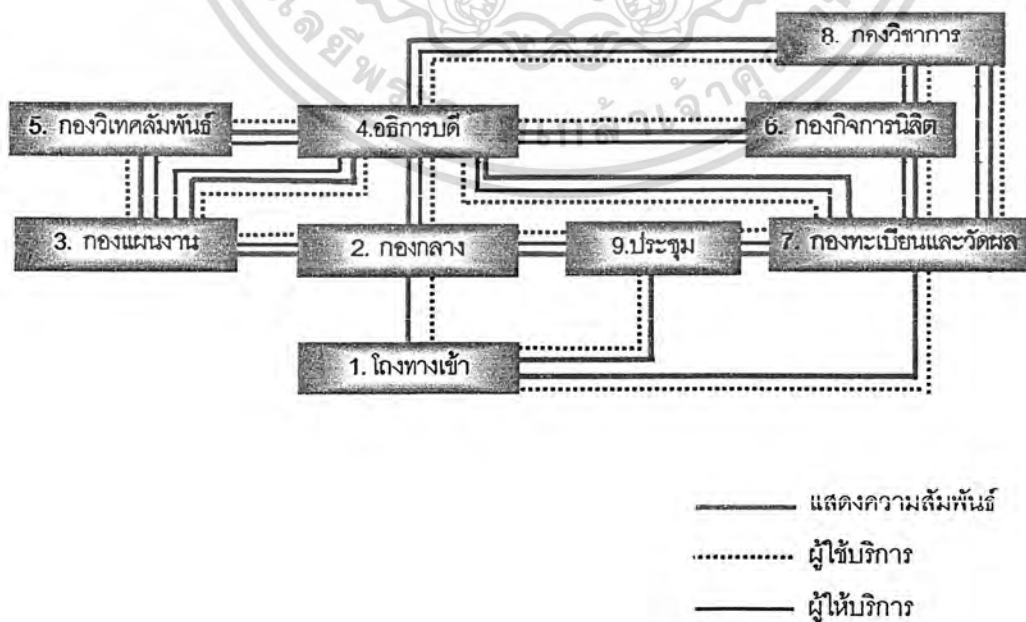 8. กองวิชาการ
5. กองวิเทศสัมพันธ์
4.อธิการบดี
6. กองกิจการนิสิต
3. กองแผนงาน
2. กองกลาง
9.ประชุม
7. กองทะเบียนและวัดผล
1. โถงทางเข้า
แสดงความสัมพันธ์
ผู้ใช้บริการ
ผู้ให้บริการ